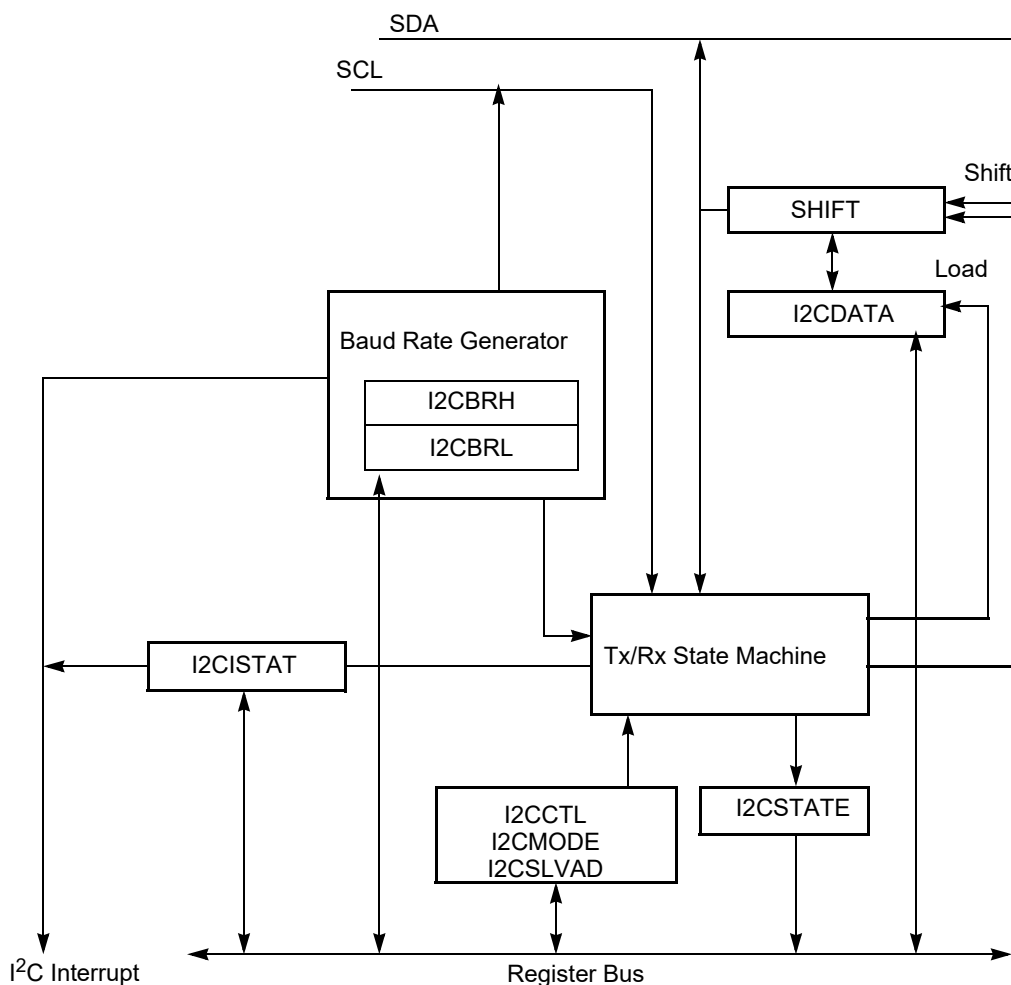 SDA
SCL
Shift
SHIFT
Load
I2CDATA
Baud Rate Generator
I2CBRH
I2CBRL
Tx/Rx State Machine
I2CISTAT
I2CCTL
I2CMODE
I2CSLVAD
I2CSTATE
I²C Interrupt
Register Bus